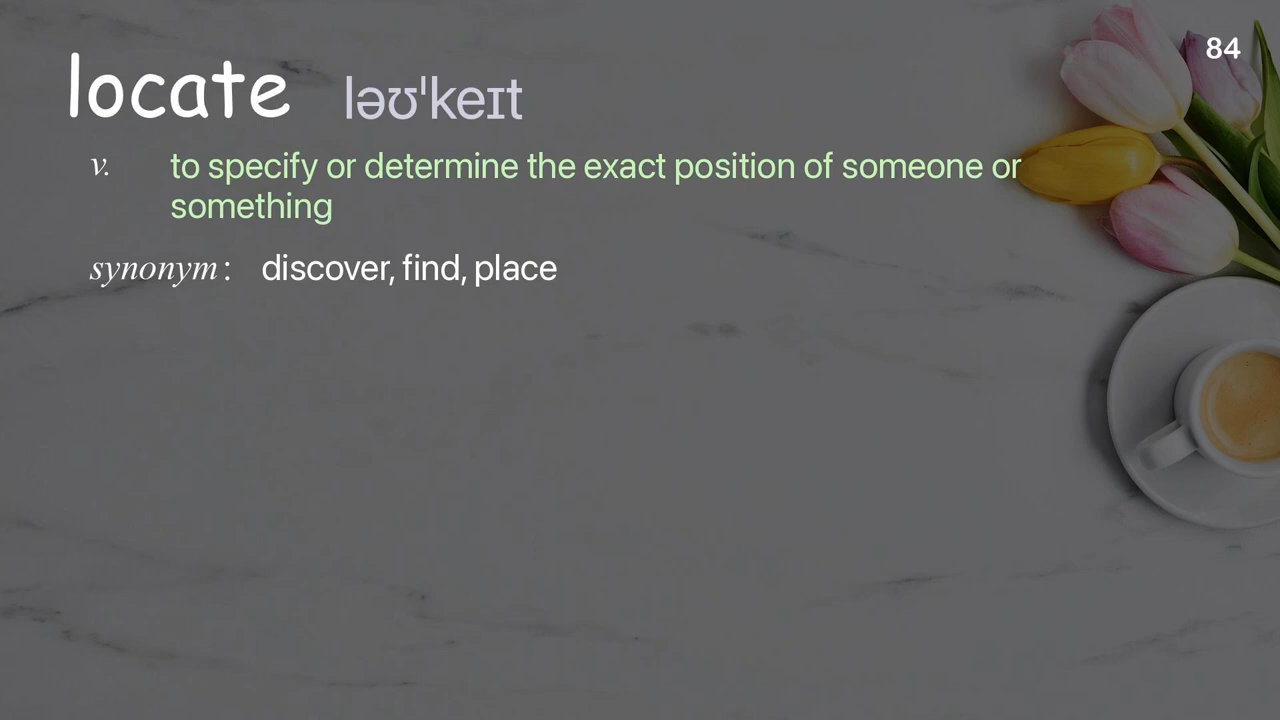 84
locate ləʊˈkeɪt
v. to specify or determine the exact position of someone or
something
synonym: discover, find, place